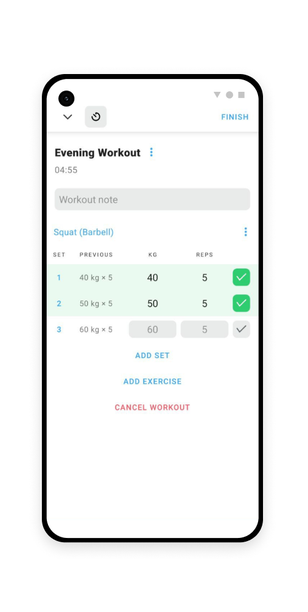 FINISH
Evening Workout
04:55
Workout note
Squat (Barbell)
SET PREVIOUS KG REPS
1 40 kg × 5 40 5
2 50 kg × 5 50 5
3 60 kg × 5 60 5
ADD SET
ADD EXERCISE
CANCEL WORKOUT